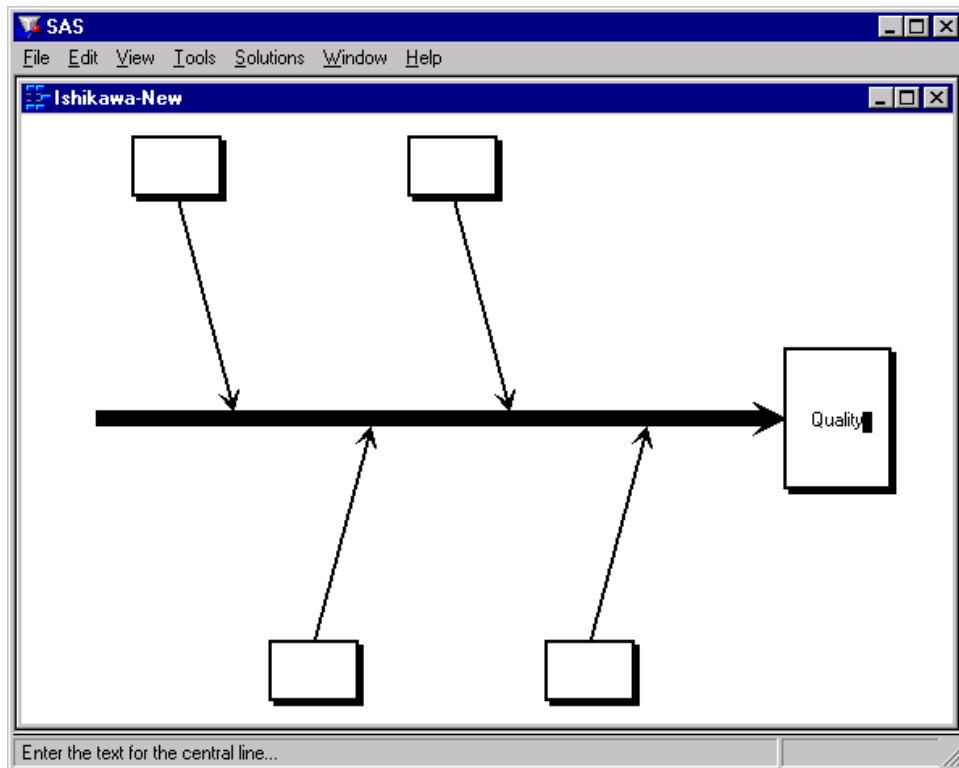 SAS
File Edit View Tools Solutions Window Help
Ishikawa-New
Quality
Enter the text for the central line...